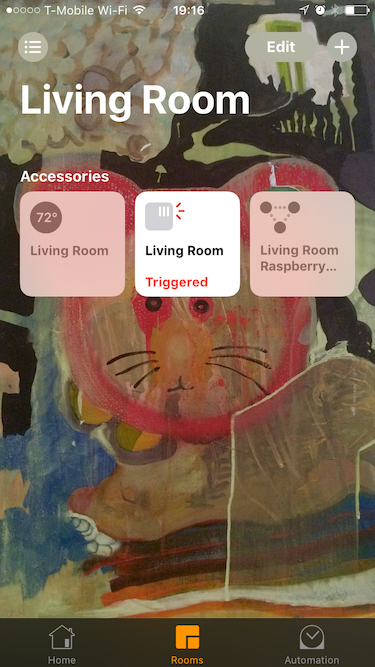 T-Mobile Wi-Fi 19:16
Edit
Living Room
Accessories
72°
Living Room
Living Room
Triggered
Living Room
Raspberry...
Home Rooms Automation